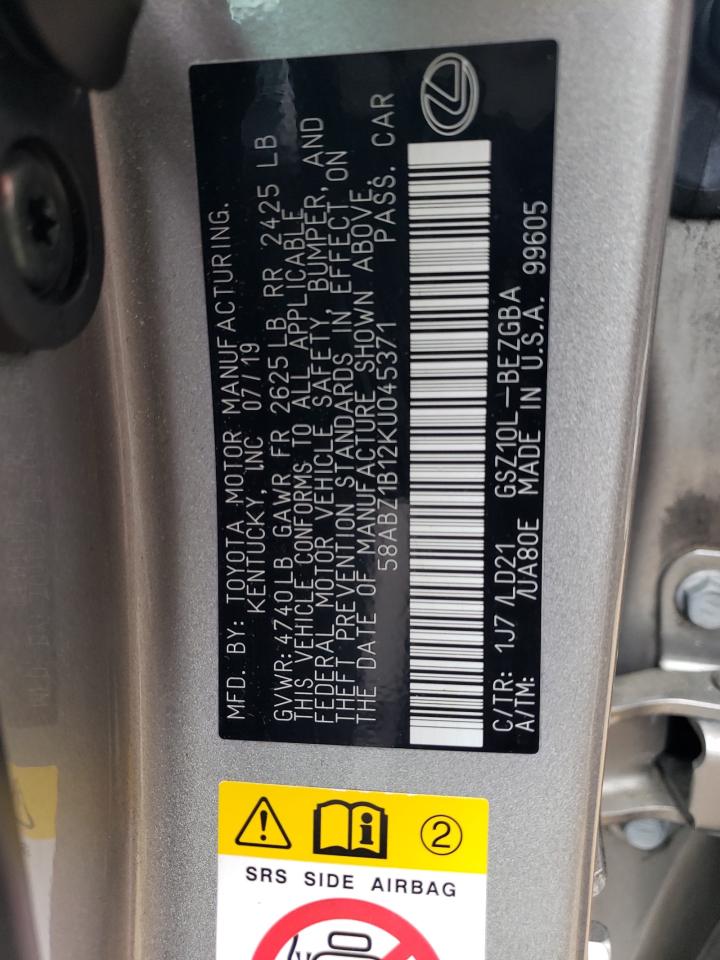 MFD. BY: TOYOTA MOTOR MANUFACTURING.
KENTUCKY, INC 07/19
GVWR: 4740LB GAWR FR 2625 LB RR 2425 LB
THIS VEHICLE CONFORMS TO ALL APPLICABLE
FEDERAL MOTOR VEHICLE SAFETY, BUMPER, AND
THEFT PREVENTION STANDARDS IN EFFECT ON
THE DATE OF MANUFACTURE SHOWN ABOVE.
58ABZ1B12KU045371 PASS. CAR
C/TR: 1J7 /LD21 GSZ10L-BEZGBA
A/TM: /UA80E MADE IN U.S.A. 99605
2
SRS SIDE AIRBAG